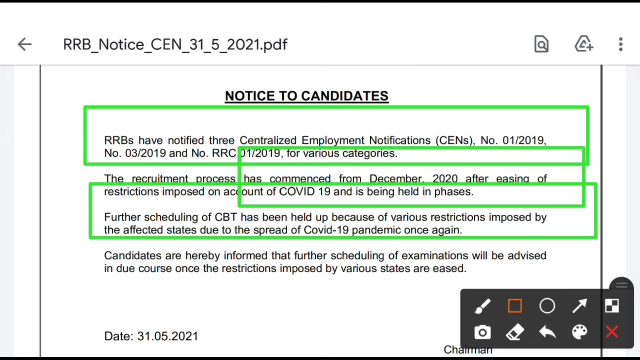 RRB_Notice_CEN_31_5_2021.pdf
NOTICE TO CANDIDATES
RRBs have notified three Centralized Employment Notifications (CENs), No. 01/2019,
No. 03/2019 and No. RRC 01/2019, for various categories.
The recruitment process has commenced from December, 2020 after easing of
restrictions imposed on account of COVID 19 and is being held in phases.
Further scheduling of CBT has been held up because of various restrictions imposed by
the affected states due to the spread of Covid-19 pandemic once again.
Candidates are hereby informed that further scheduling of examinations will be advised
in due course once the restrictions imposed by various states are eased.
Date: 31.05.2021
Chairman